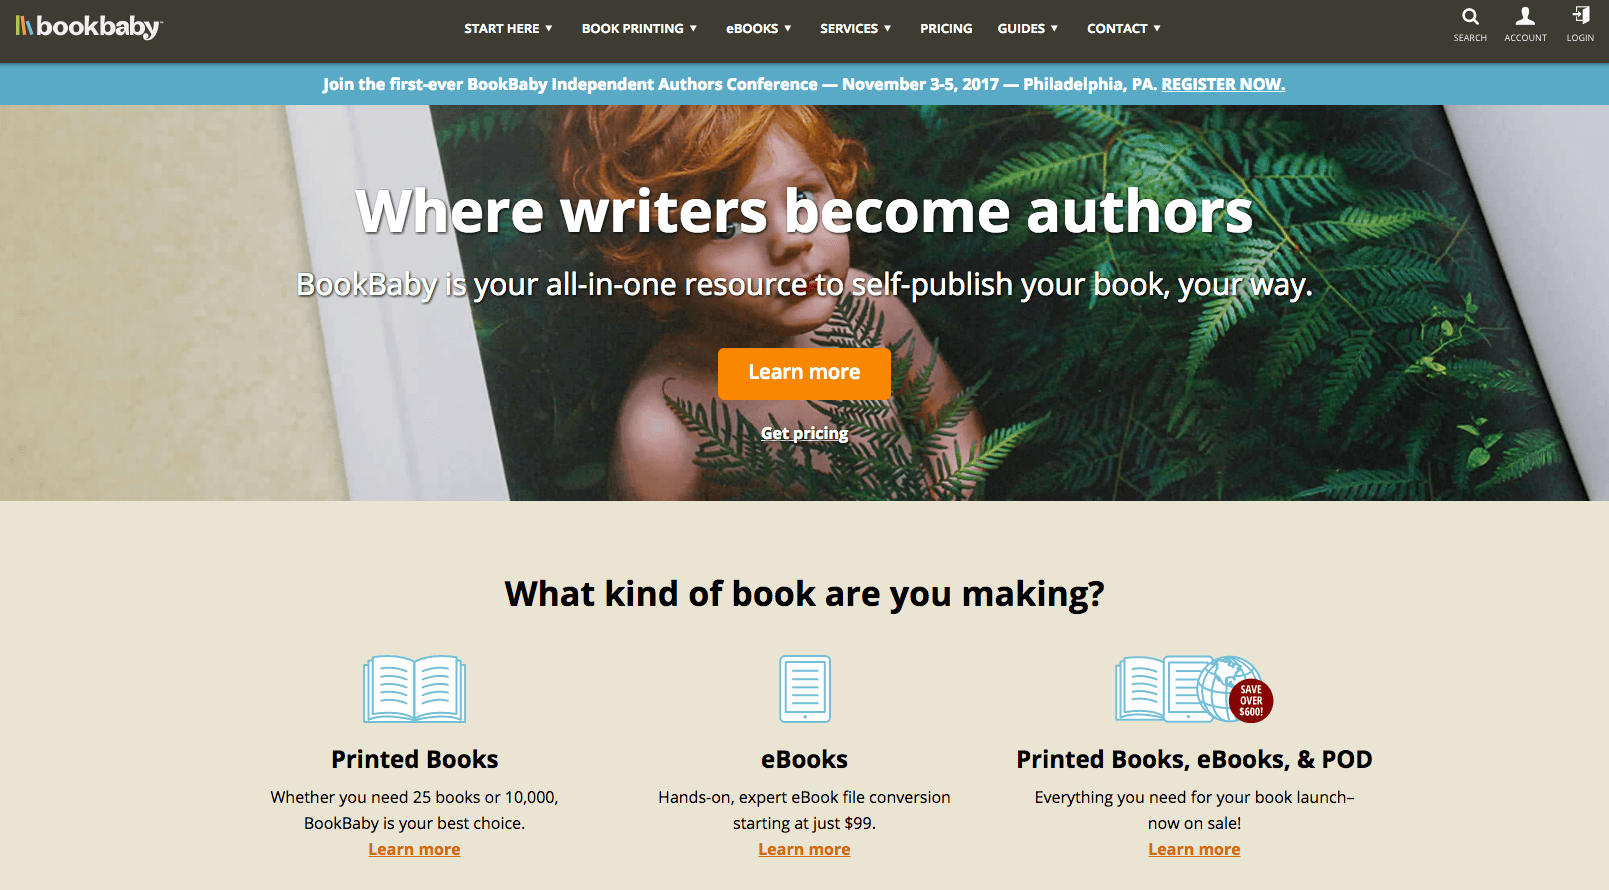 bookbaby™
START HERE ▼ BOOK PRINTING ▼ eBOOKS ▼ SERVICES ▼ PRICING GUIDES ▼ CONTACT ▼
SEARCH ACCOUNT LOGIN
Join the first-ever BookBaby Independent Authors Conference — November 3-5, 2017 — Philadelphia, PA. REGISTER NOW.
Where writers become authors
BookBaby is your all-in-one resource to self-publish your book, your way.
Learn more
Get pricing
What kind of book are you making?
Printed Books
Whether you need 25 books or 10,000,
BookBaby is your best choice.
Learn more
eBooks
Hands-on, expert eBook file conversion
starting at just $99.
Learn more
SAVE
OVER
$600!
Printed Books, eBooks, & POD
Everything you need for your book launch–
now on sale!
Learn more